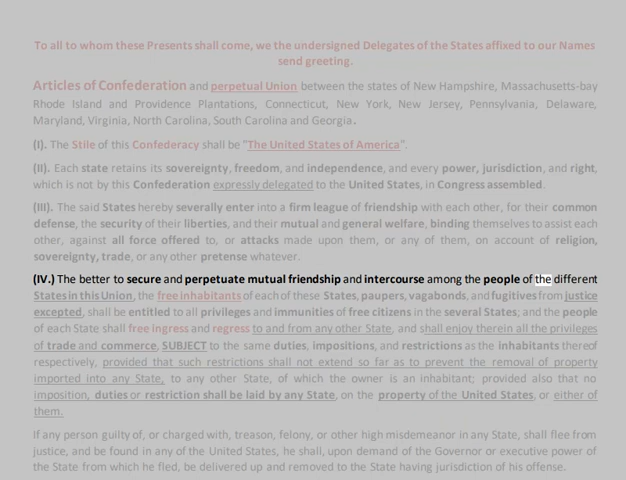 To all to whom these Presents shall come, we the undersigned Delegates of the States affixed to our Names
send greeting.
Articles of Confederation and perpetual Union between the states of New Hampshire, Massachusetts-bay
Rhode Island and Providence Plantations, Connecticut, New York, New Jersey, Pennsylvania, Delaware,
Maryland, Virginia, North Carolina, South Carolina and Georgia.
(I). The Stile of this Confederacy shall be "The United States of America".
(II). Each state retains its sovereignty, freedom, and independence, and every power, jurisdiction, and right,
which is not by this Confederation expressly delegated to the United States, in Congress assembled.
(III). The said States hereby severally enter into a firm league of friendship with each other, for their common
defense, the security of their liberties, and their mutual and general welfare, binding themselves to assist each
other, against all force offered to, or attacks made upon them, or any of them, on account of religion,
sovereignty, trade, or any other pretense whatever.
(IV.) The better to secure and perpetuate mutual friendship and intercourse among the people of the different
States in this Union, the free inhabitants of each of these States, paupers, vagabonds, and fugitives from justice
excepted, shall be entitled to all privileges and immunities of free citizens in the several States; and the people
of each State shall free ingress and regress to and from any other State, and shall enjoy therein all the privileges
of trade and commerce, SUBJECT to the same duties, impositions, and restrictions as the inhabitants thereof
respectively, provided that such restrictions shall not extend so far as to prevent the removal of property
imported into any State, to any other State, of which the owner is an inhabitant; provided also that no
imposition, duties or restriction shall be laid by any State, on the property of the United States, or either of
them.
If any person guilty of, or charged with, treason, felony, or other high misdemeanor in any State, shall flee from
justice, and be found in any of the United States, he shall, upon demand of the Governor or executive power of
the State from which he fled, be delivered up and removed to the State having jurisdiction of his offense.